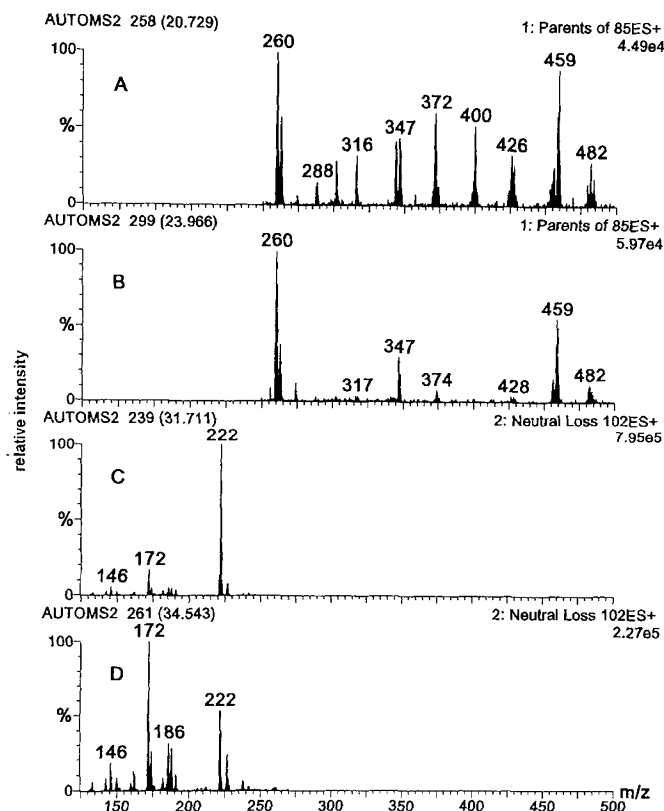 AUTOMS2 258 (20.729)
1: Parents of 85ES+
4.49e4
100
%
0
A
260
288
316
347
372
400
426
459
482
AUTOMS2 299 (23.966)
1: Parents of 85ES+
5.97e4
100
%
0
B
260
317
347
374
428
459
482
relative intensity
AUTOMS2 239 (31.711)
2: Neutral Loss 102ES+
7.95e5
100
%
0
C
146
172
222
AUTOMS2 261 (34.543)
2: Neutral Loss 102ES+
2.27e5
100
%
0
D
146
172
186
222
m/z
150 200 250 300 350 400 450 500